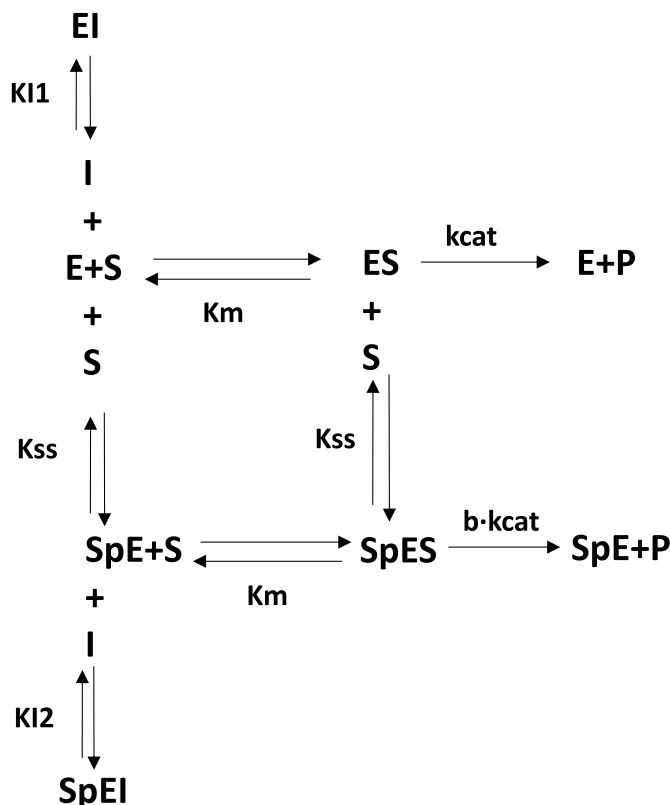 EI
KI1
I
+
E+S
Km
ES
kcat
E+P
+
S
+
S
Kss
Kss
SpE+S
Km
SpES
b·kcat
SpE+P
+
I
KI2
SpEI